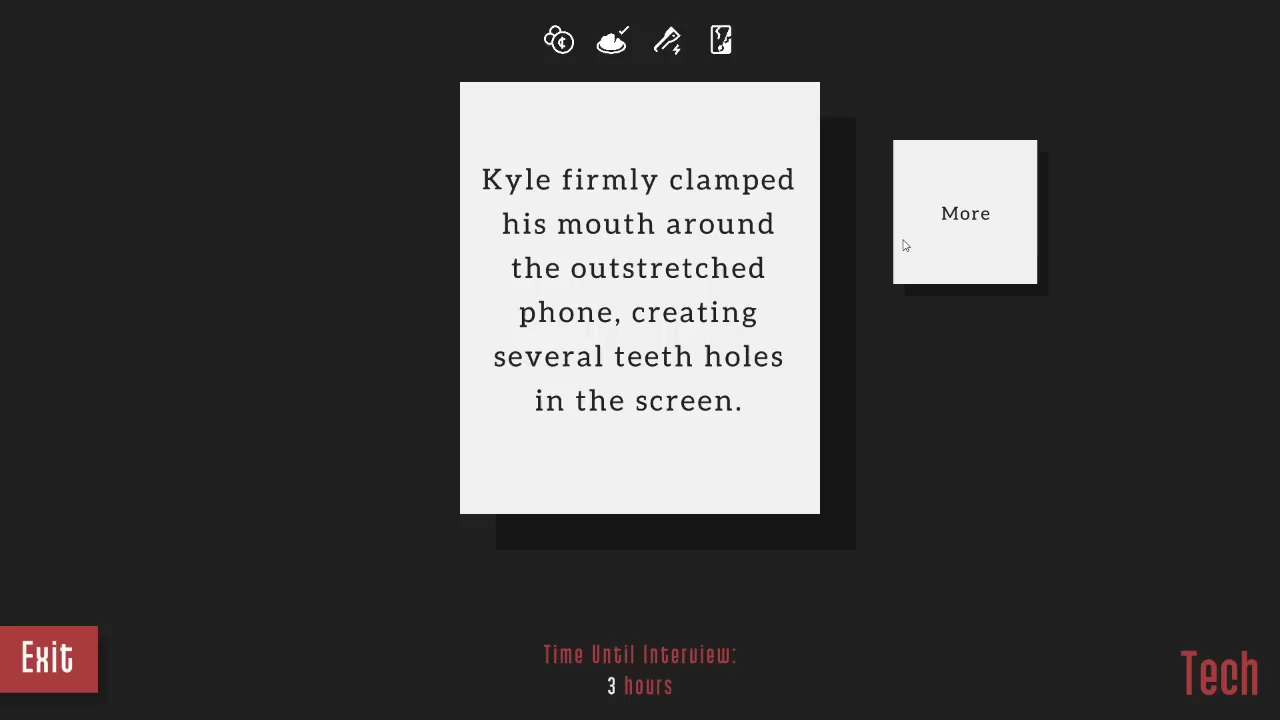 Kyle firmly clamped
his mouth around
the outstretched
phone, creating
several teeth holes
in the screen.
More
Exit
Time Until Interview:
3 hours
Tech